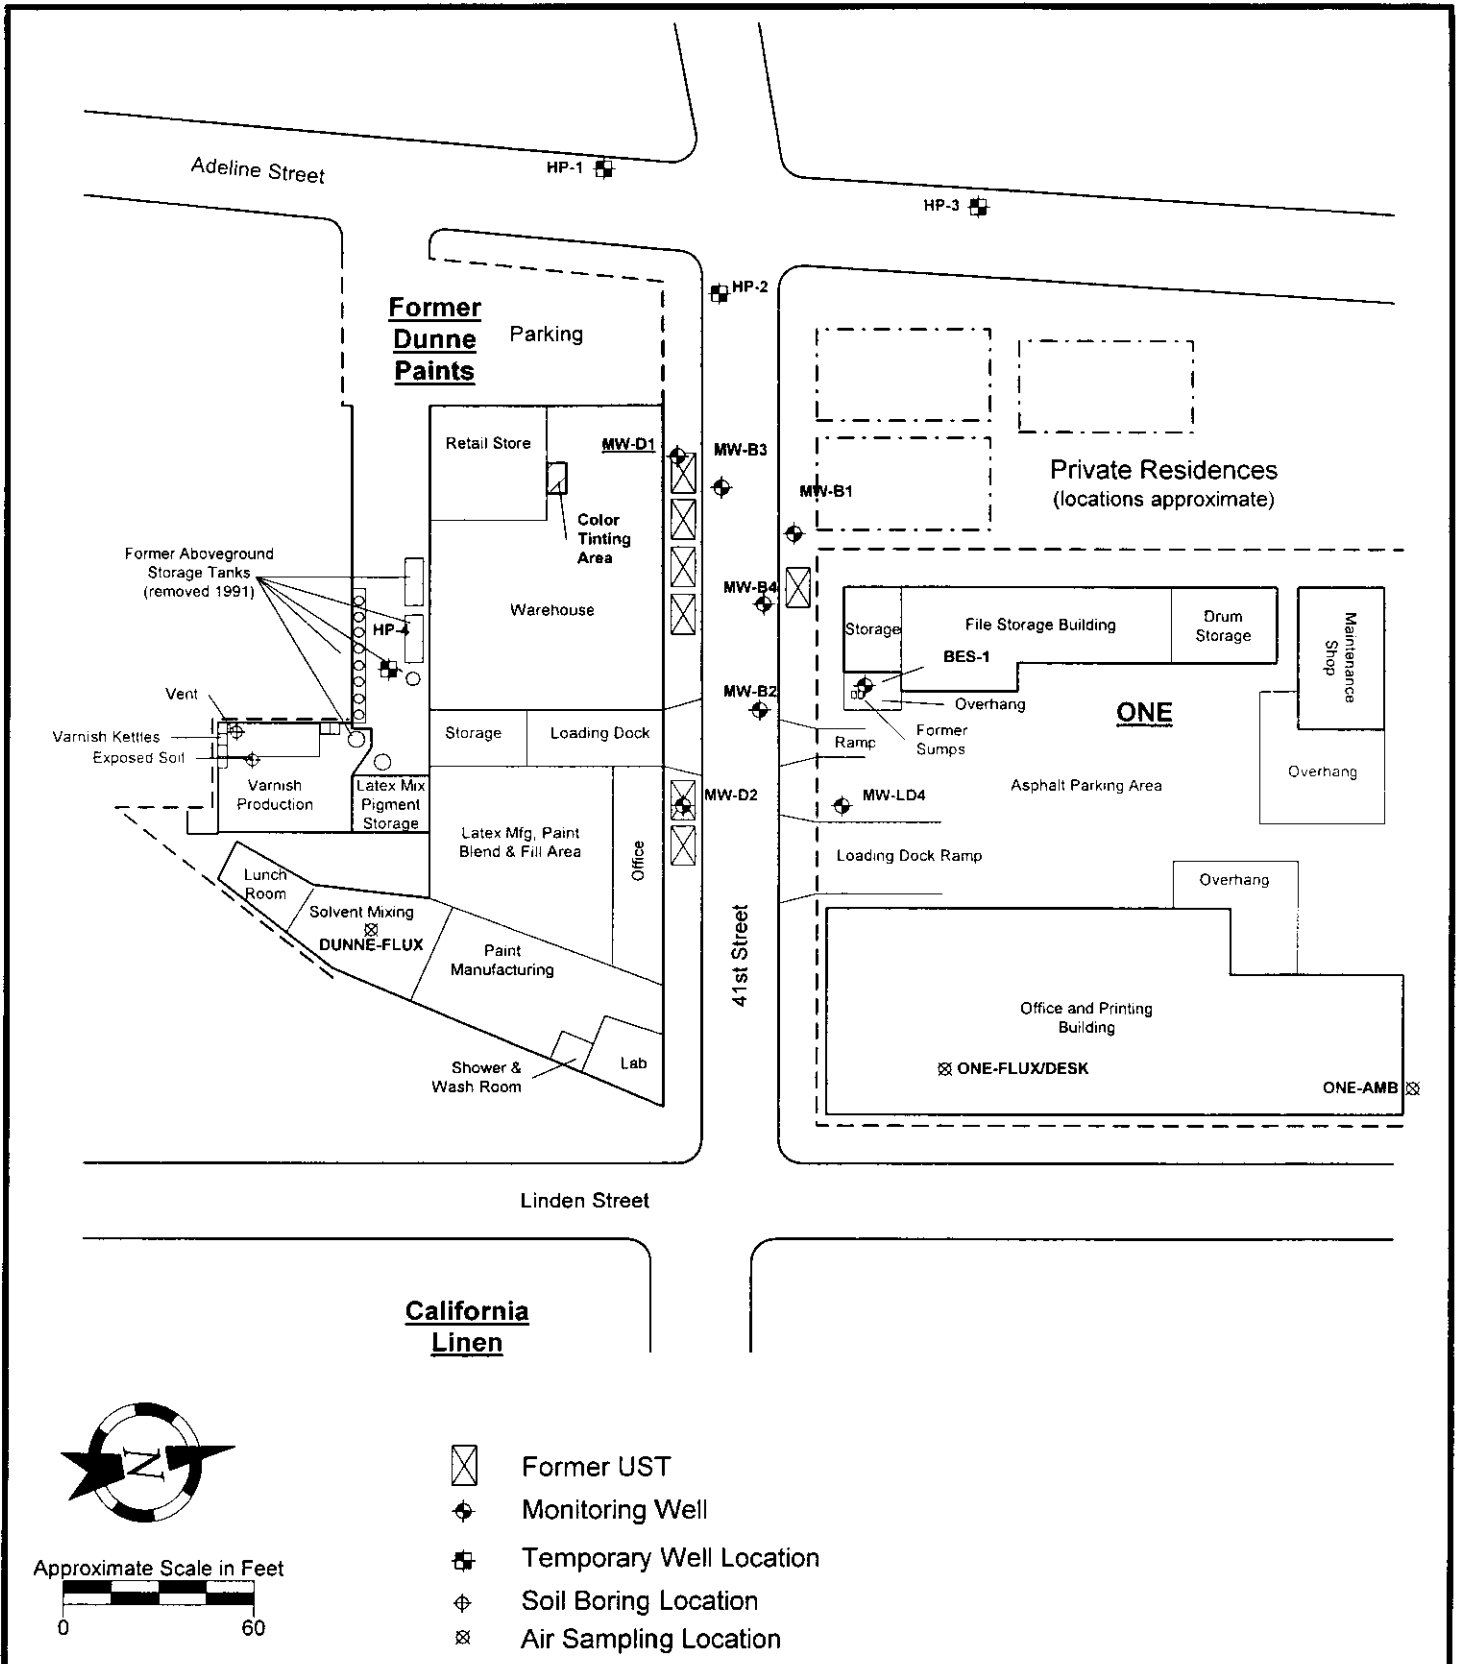 Adeline Street
HP-1
HP-3
HP-2
Former
Dunne
Paints
Parking
Retail Store
MW-D1
MW-B3
MW-B1
Private Residences
(locations approximate)
Color
Tinting
Area
Former Aboveground
Storage Tanks
(removed 1991)
HP-4
Warehouse
MW-B4
Storage
File Storage Building
Drum
Storage
Maintenance
Shop
BES-1
Overhang
Former
Sumps
ONE
Vent
Varnish Kettles
Exposed Soil
Varnish
Production
Latex Mix
Pigment
Storage
Storage
Loading Dock
MW-B2
Ramp
Asphalt Parking Area
Overhang
MW-D2
MW-LD4
Latex Mfg, Paint
Blend & Fill Area
Office
Loading Dock Ramp
Overhang
Lunch
Room
Solvent Mixing
DUNNE-FLUX
Paint
Manufacturing
41st Street
Office and Printing
Building
Shower &
Wash Room
Lab
ONE-FLUX/DESK
ONE-AMB
Linden Street
California
Linen
N
Approximate Scale in Feet
0 60
Former UST
Monitoring Well
Temporary Well Location
Soil Boring Location
Air Sampling Location